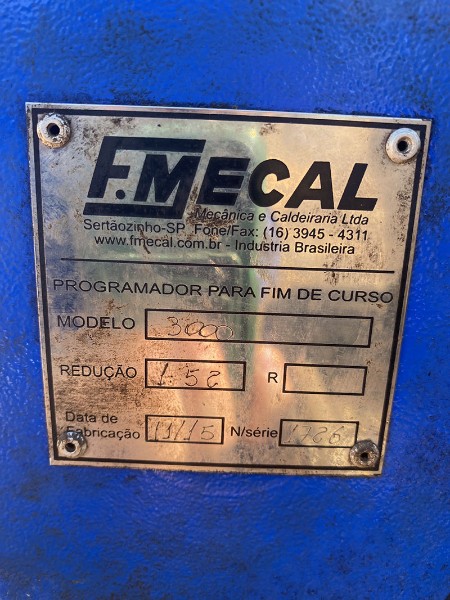 F.MECAL
Mecânica e Caldeiraria Ltda
Sertãozinho-SP Fone/Fax: (16) 3945 - 4311
www.fmecal.com.br - Industria Brasileira
PROGRAMADOR PARA FIM DE CURSO
MODELO 3000
REDUÇÃO 1:52 R
Data de
Fabricação 11/15 N/série 1726